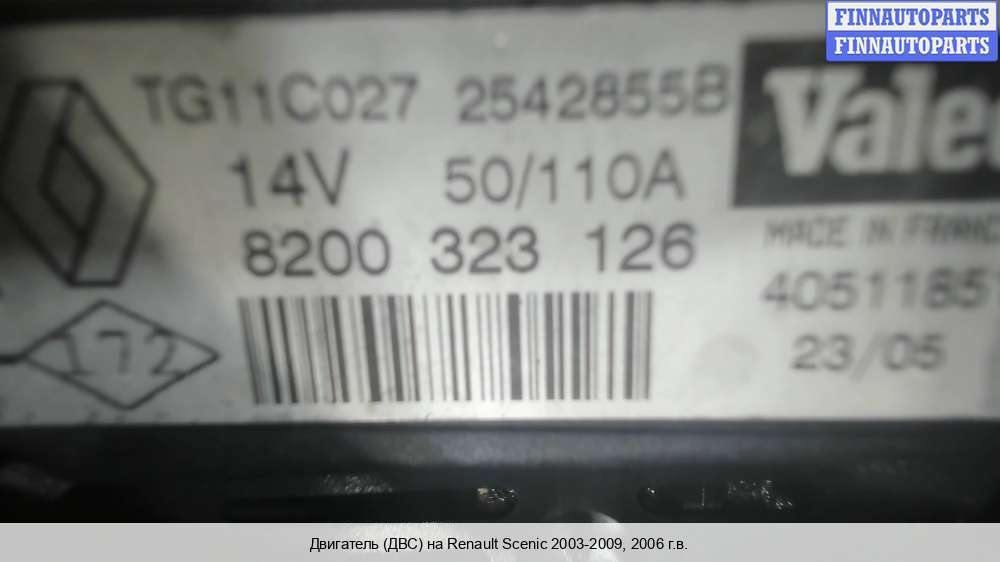 FINNAUTOPARTS
FINNAUTOPARTS
TG11C027 2542855B
Valeo
14V 50/110A
8200 323 126
MADE IN FRANCE
40511851
23/05
172
Двигатель (ДВС) на Renault Scenic 2003-2009, 2006 г.в.